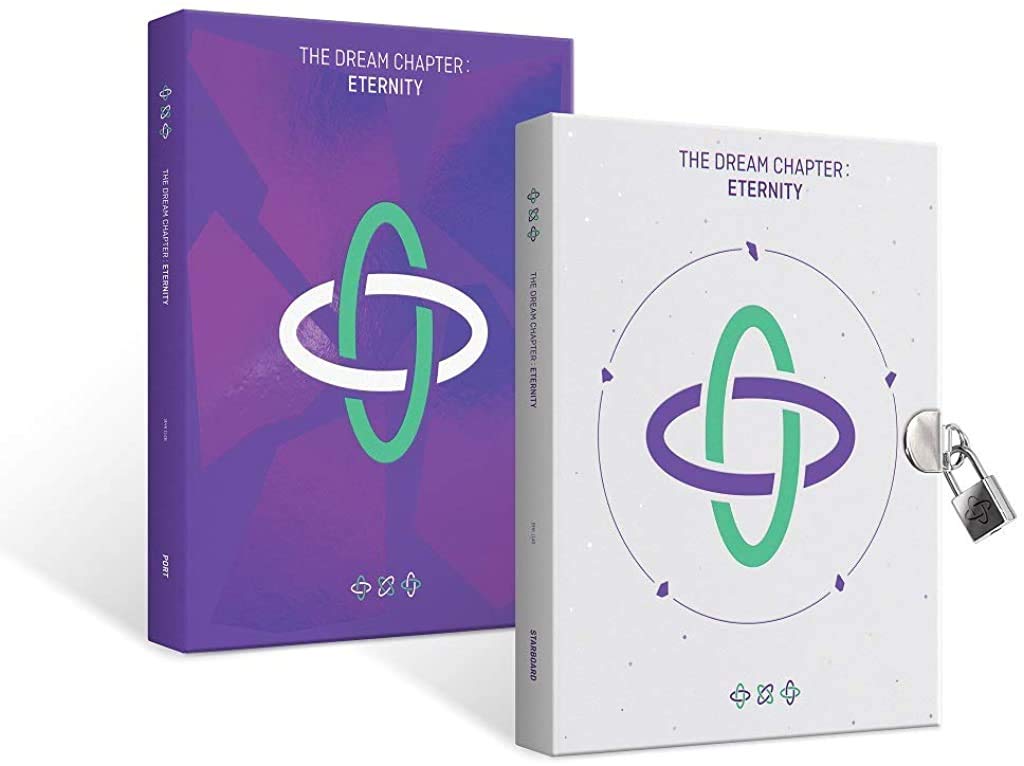 THE DREAM CHAPTER :
ETERNITY
THE DREAM CHAPTER : ETERNITY
PORT
THE DREAM CHAPTER :
ETERNITY
THE DREAM CHAPTER : ETERNITY
STARBOARD